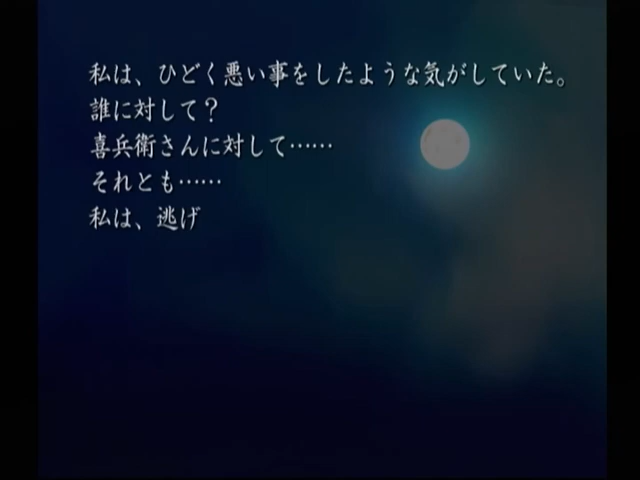 私は、ひどく悪い事をしたような気がしていた。
誰に対して？
喜兵衛さんに対して……
それとも……
私は、逃げ